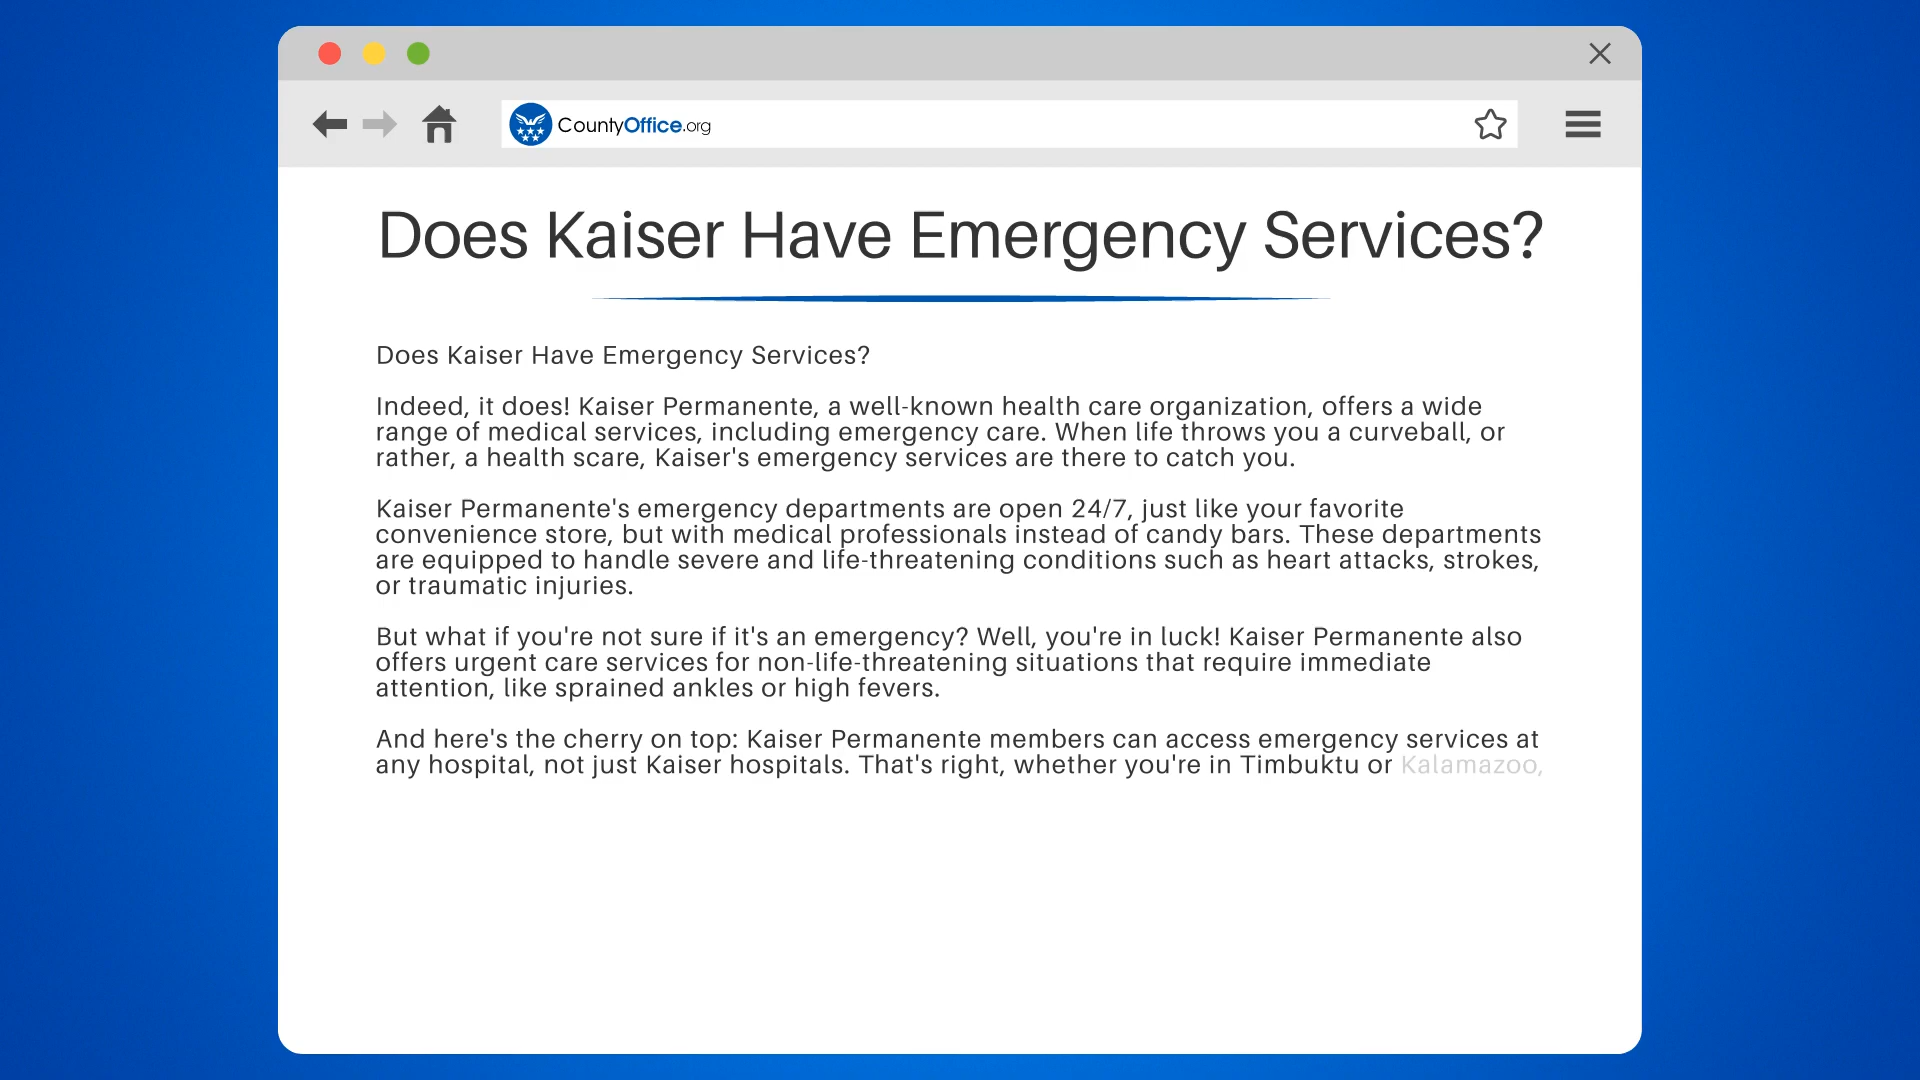 CountyOffice.org
Does Kaiser Have Emergency Services?
Does Kaiser Have Emergency Services?
Indeed, it does! Kaiser Permanente, a well-known health care organization, offers a wide
range of medical services, including emergency care. When life throws you a curveball, or
rather, a health scare, Kaiser's emergency services are there to catch you.
Kaiser Permanente's emergency departments are open 24/7, just like your favorite
convenience store, but with medical professionals instead of candy bars. These departments
are equipped to handle severe and life-threatening conditions such as heart attacks, strokes,
or traumatic injuries.
But what if you're not sure if it's an emergency? Well, you're in luck! Kaiser Permanente also
offers urgent care services for non-life-threatening situations that require immediate
attention, like sprained ankles or high fevers.
And here's the cherry on top: Kaiser Permanente members can access emergency services at
any hospital, not just Kaiser hospitals. That's right, whether you're in Timbuktu or Kalamazoo,